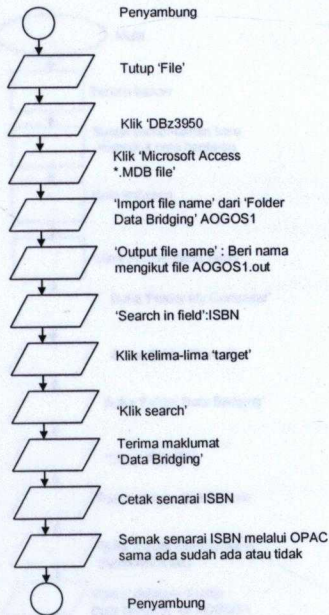 Penyambung
Tutup 'File'
Klik 'DBz3950
Klik 'Microsoft Access
*.MDB file'
'Import file name' dari 'Folder
Data Bridging' AOGOS1
'Output file name' : Beri nama
mengikut file AOGOS1.out
'Search in field':ISBN
Klik kelima-lima 'target'
'Klik search'
Terima maklumat
'Data Bridging'
Cetak senarai ISBN
Semak senarai ISBN melalui OPAC
sama ada sudah ada atau tidak
Penyambung